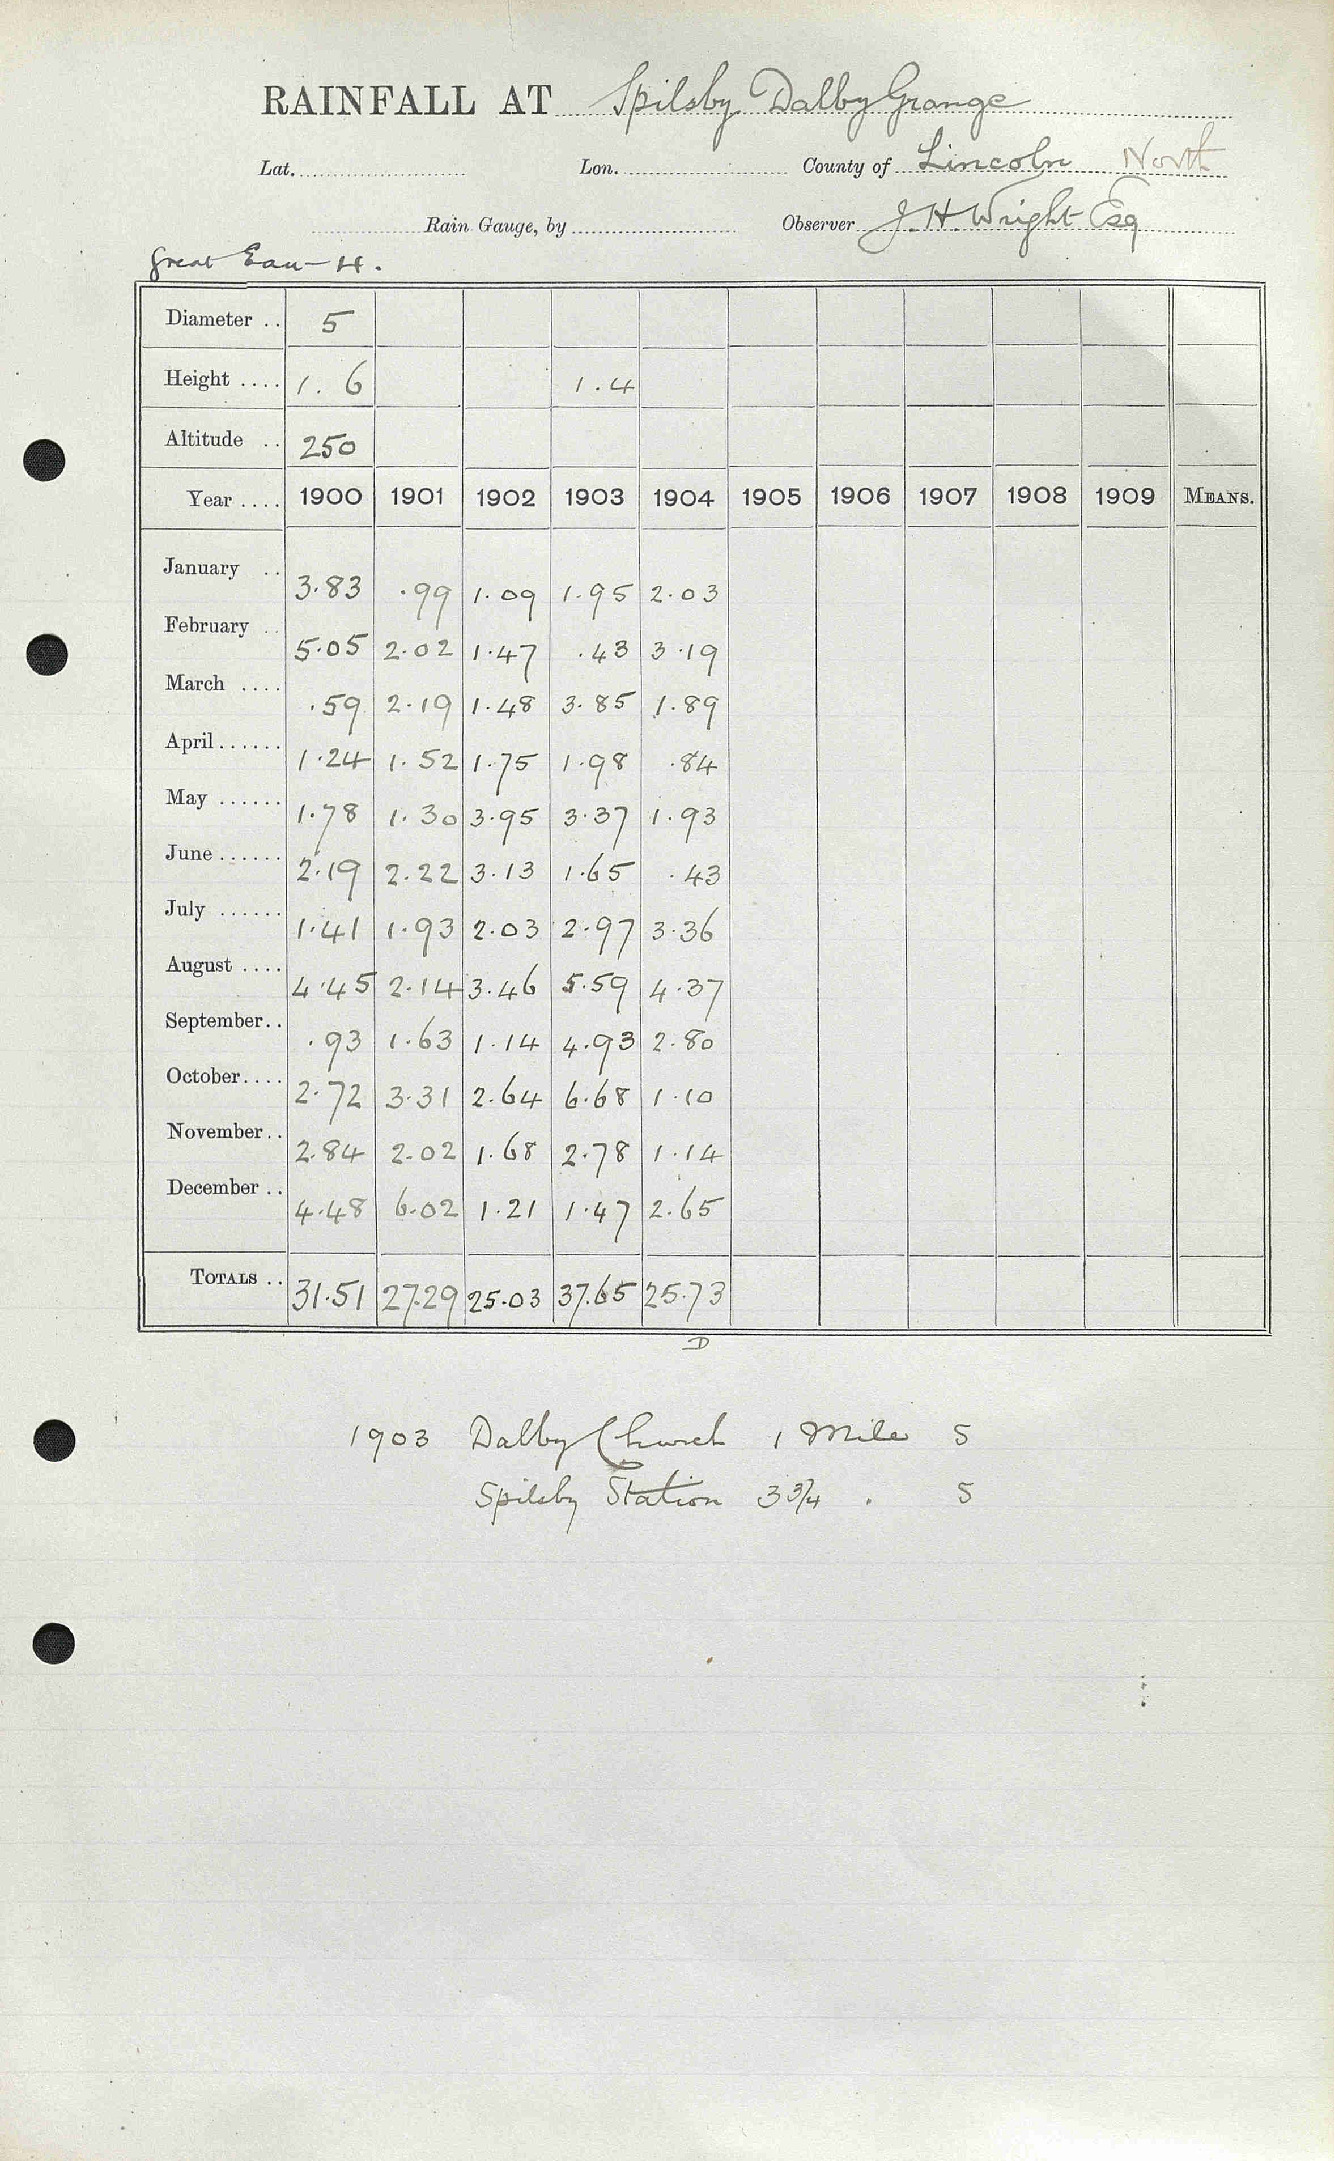 RAINFALL AT Spilsby Dalby Grange
Lat. Lon. County of Lincoln North
Rain Gauge, by Observer J. H. Wright Esq
Great Eau - H.
Diameter .. 5
Height .... 1. 6 1.4
Altitude .. 250
Year .... 1900 1901 1902 1903 1904 1905 1906 1907 1908 1909 MEANS.
January .. 3.83 .99 1.09 1.95 2.03
February .. 5.05 2.02 1.47 .43 3.19
March .... .59 2.19 1.48 3.85 1.89
April ...... 1.24 1.52 1.75 1.98 .84
May ...... 1.78 1.30 3.95 3.37 1.93
June ...... 2.19 2.22 3.13 1.65 .43
July ...... 1.41 1.93 2.03 2.97 3.36
August .... 4.45 2.14 3.46 5.59 4.37
September.. .93 1.63 1.14 4.93 2.80
October.... 2.72 3.31 2.64 6.68 1.10
November.. 2.84 2.02 1.68 2.78 1.14
December .. 4.48 6.02 1.21 1.47 2.65
TOTALS .. 31.51 27.29 25.03 37.65 25.73
D
1903 Dalby Church 1 Mile S
Spilsby Station 3 3/4 . S